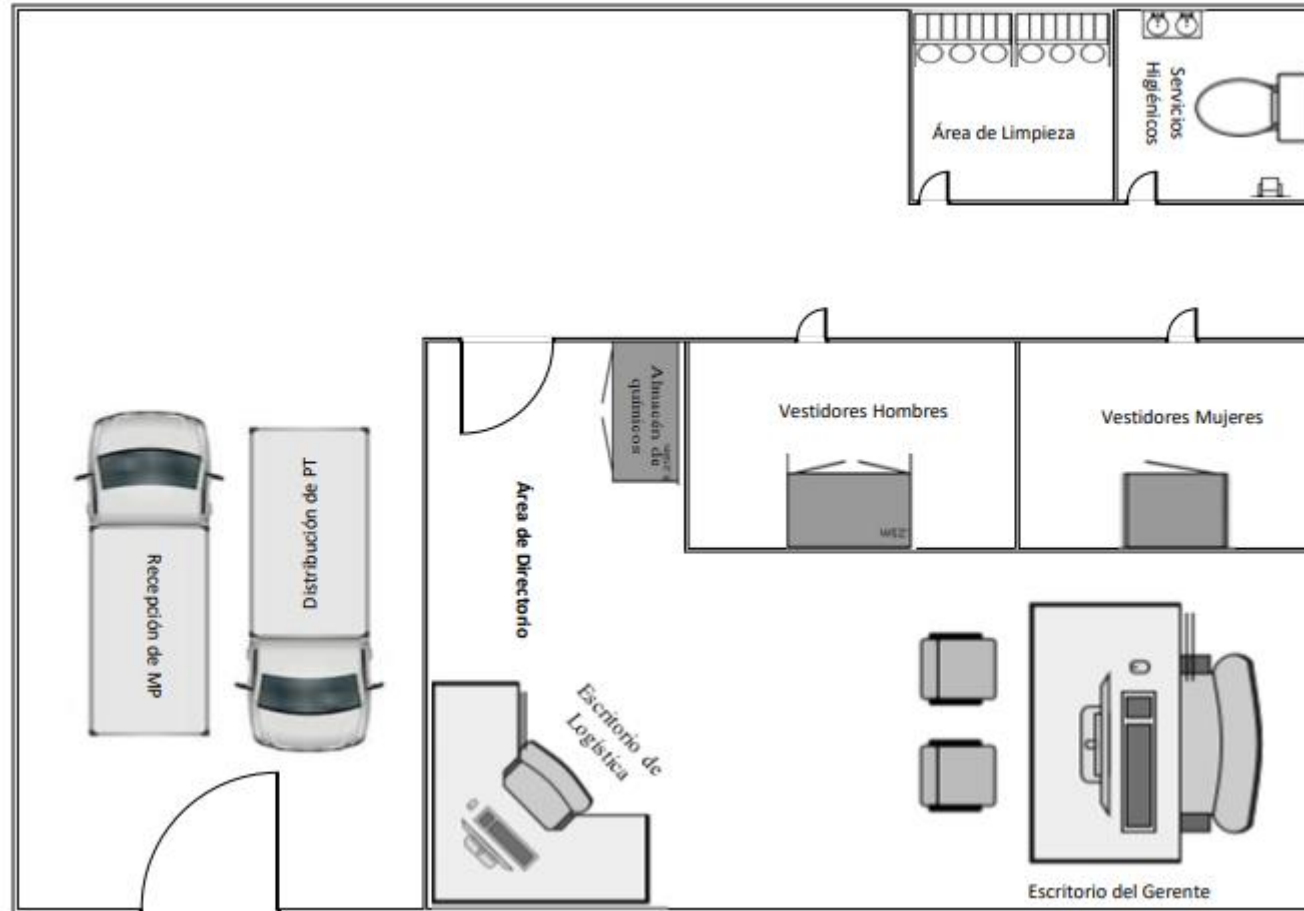 Servicios
Higiénicos
Área de Limpieza
Almacén de
químicos
Vestidores Hombres
Vestidores Mujeres
Distribución de PT
Recepción de MP
Área de Directorio
Escritorio de
Logística
Escritorio del Gerente